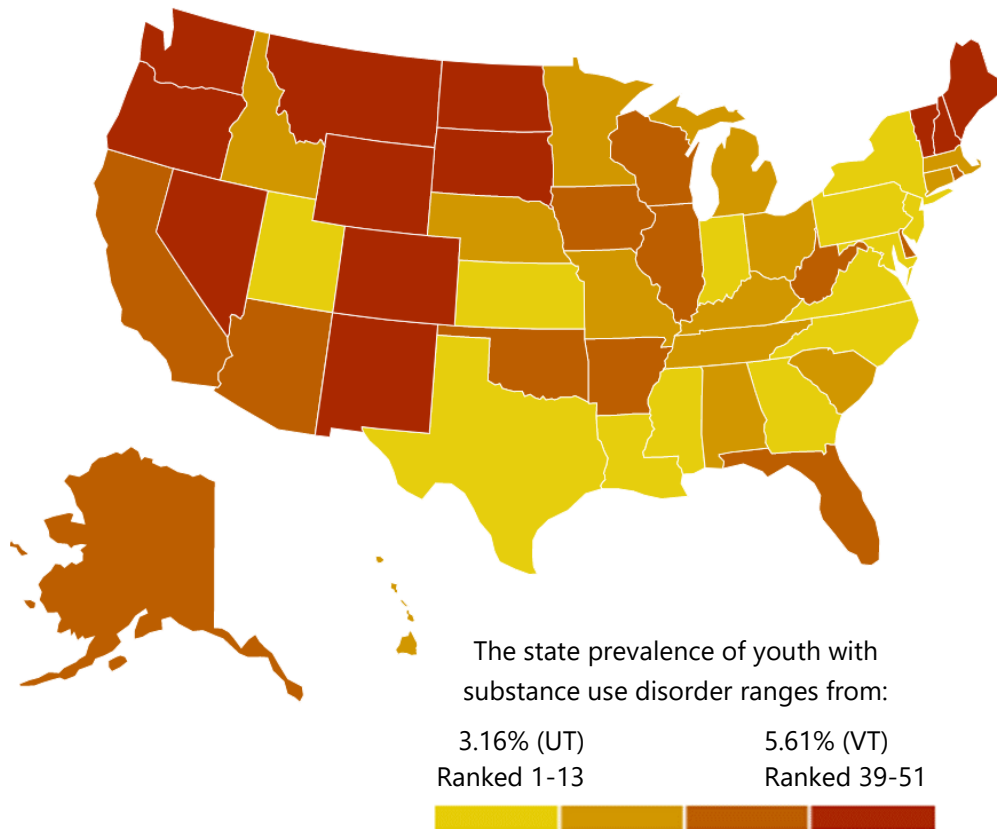 The state prevalence of youth with
substance use disorder ranges from:
3.16% (UT) 5.61% (VT)
Ranked 1-13 Ranked 39-51